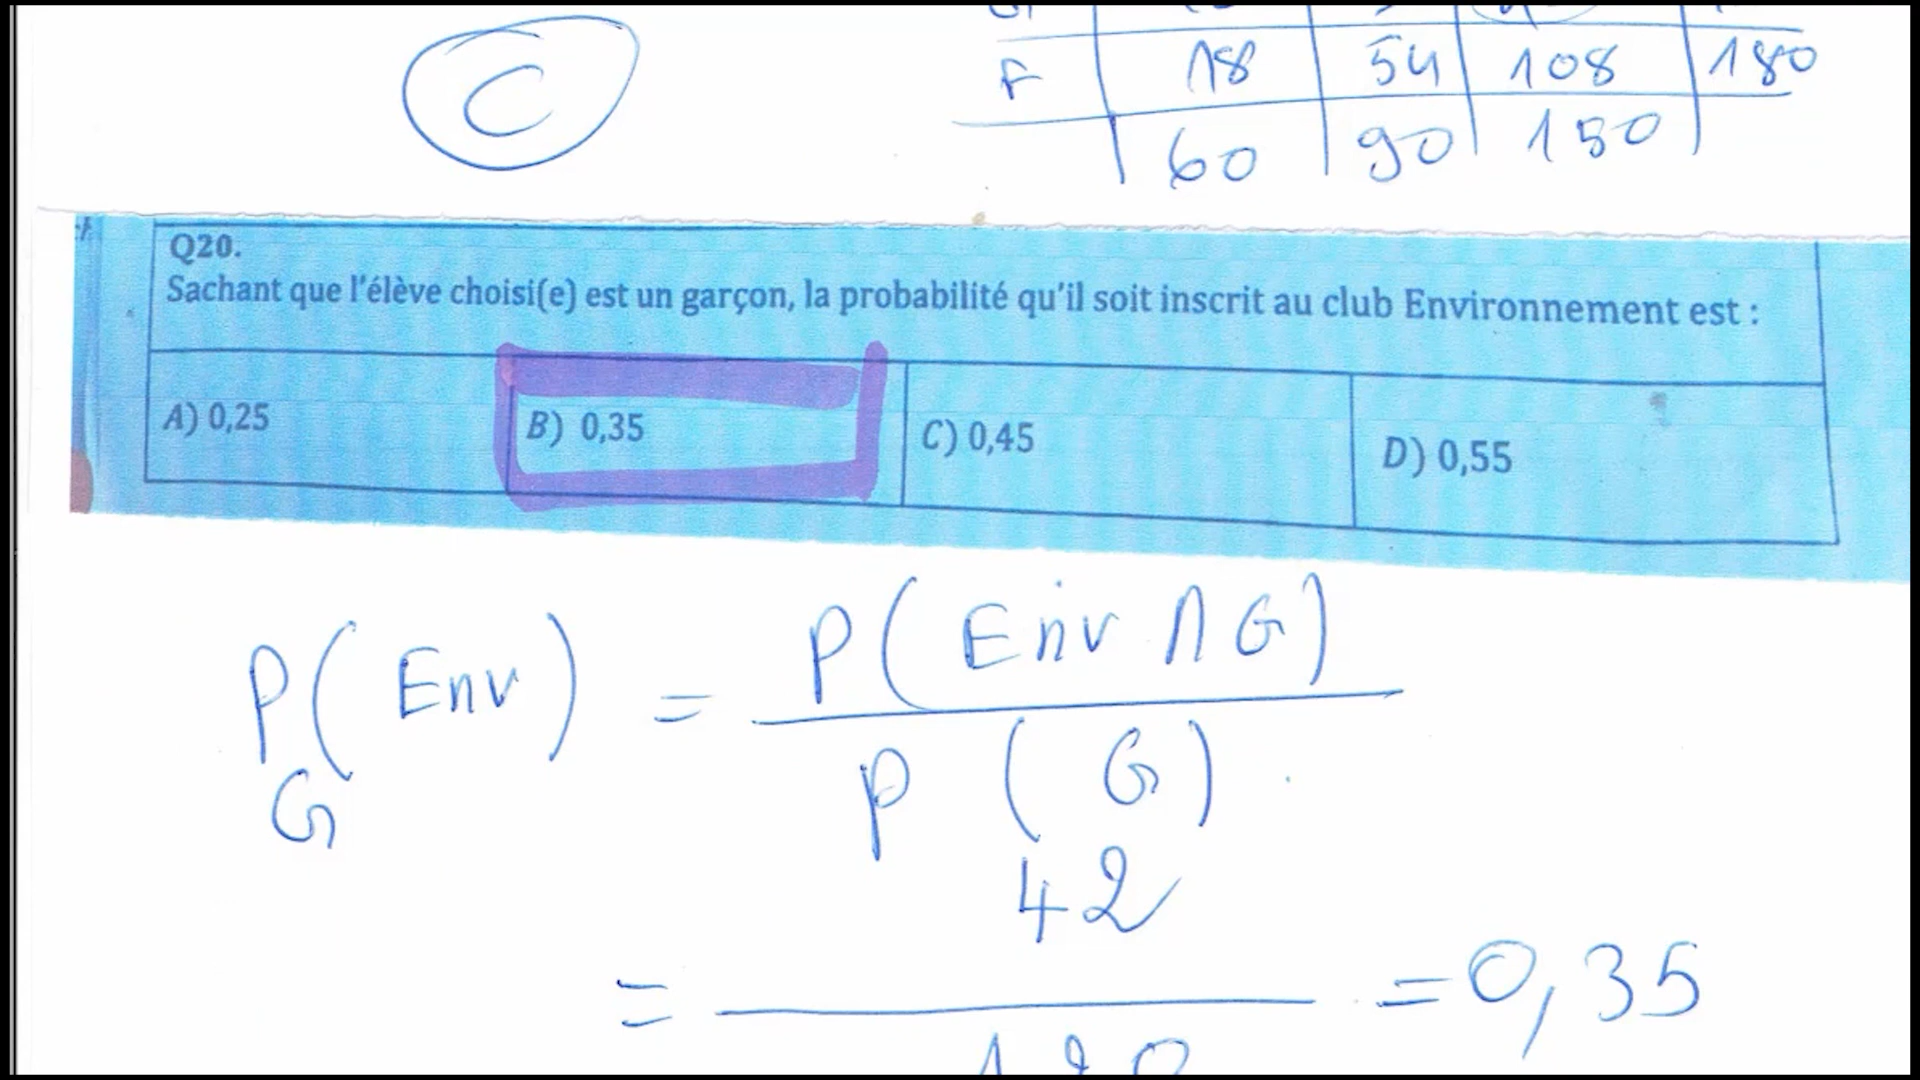 C
F 18 54 108 180
60 90 150
Q20.
Sachant que l'élève choisi(e) est un garçon, la probabilité qu'il soit inscrit au club Environnement est :
A) 0,25 B) 0,35 C) 0,45 D) 0,55
P(Env ∩ G)
P(Env) =
G P(G)
42
= = 0,35